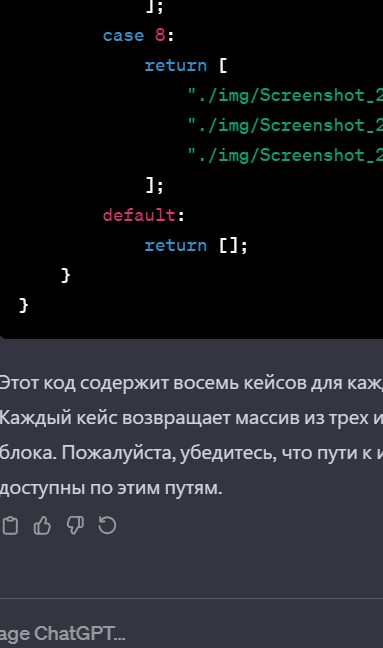 ];
case 8:
return [
"./img/Screenshot_2
"./img/Screenshot_2
"./img/Screenshot_2
];
default:
return [];
}
}
Этот код содержит восемь кейсов для каж
Каждый кейс возвращает массив из трех и
блока. Пожалуйста, убедитесь, что пути к и
доступны по этим путям.
age ChatGPT...